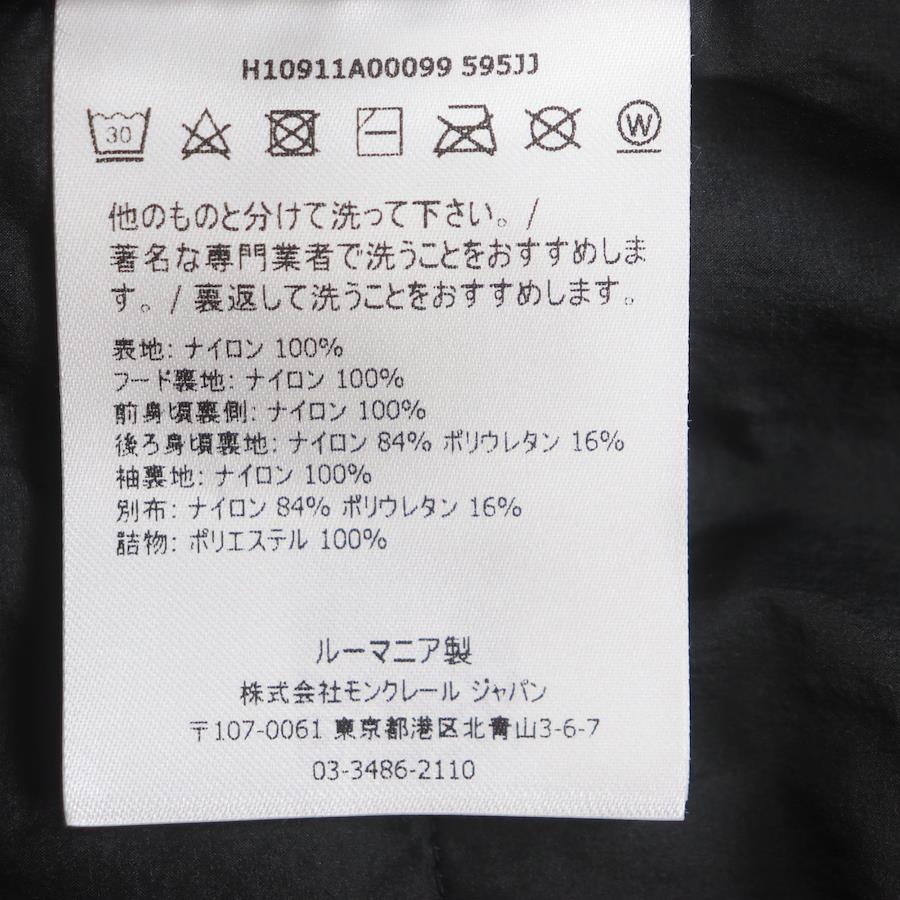 H10911A00099 595JJ
30 W
他のものと分けて洗って下さい。/
著名な専門業者で洗うことをおすすめしま
す。/ 裏返して洗うことをおすすめします。
表地: ナイロン 100%
フード裏地: ナイロン 100%
前身頃裏側: ナイロン 100%
後ろ身頃裏地: ナイロン 84% ポリウレタン 16%
袖裏地: ナイロン 100%
別布: ナイロン 84% ポリウレタン 16%
詰物: ポリエステル 100%
ルーマニア製
株式会社モンクレール ジャパン
〒107-0061 東京都港区北青山3-6-7
03-3486-2110